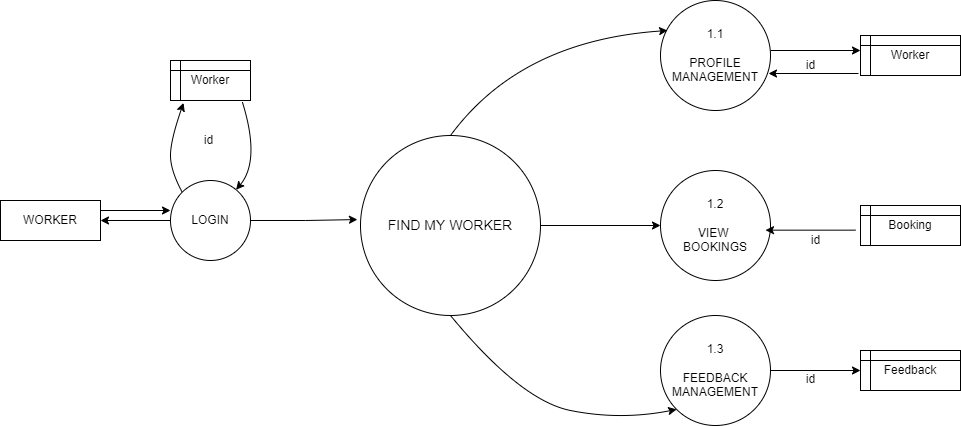 1.1
PROFILE
MANAGEMENT
id
Worker
Worker
id
WORKER
LOGIN
FIND MY WORKER
1.2
VIEW
BOOKINGS
id
Booking
1.3
FEEDBACK
MANAGEMENT
id
Feedback